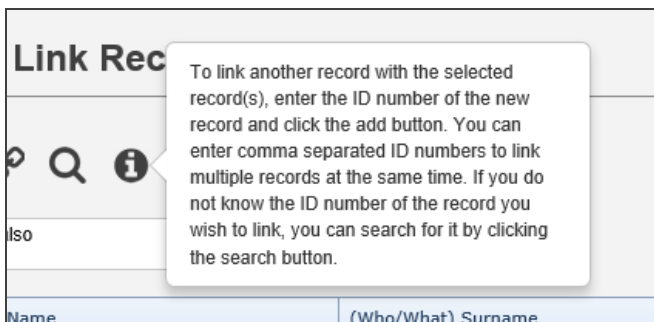 Link Rec
To link another record with the selected
record(s), enter the ID number of the new
record and click the add button. You can
enter comma separated ID numbers to link
multiple records at the same time. If you do
not know the ID number of the record you
wish to link, you can search for it by clicking
the search button.
lso
Name
(Who/What) Surname